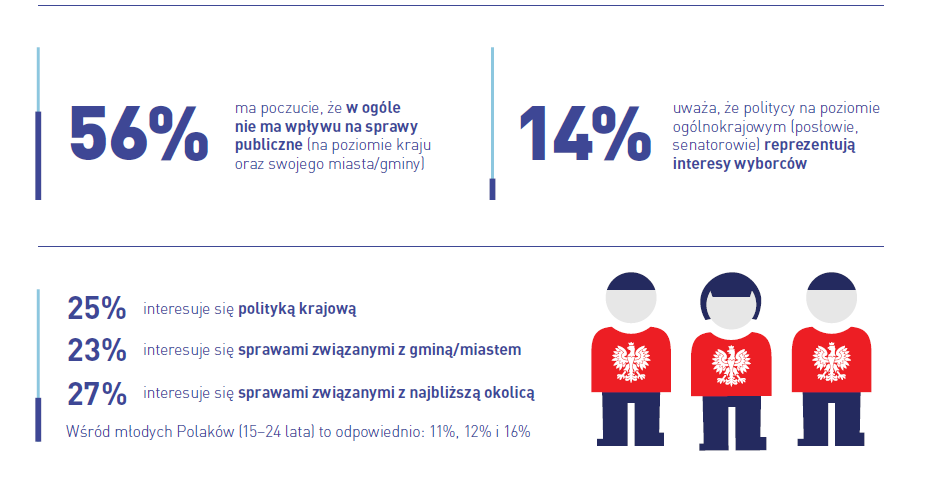 56%
ma poczucie, że w ogóle
nie ma wpływu na sprawy
publiczne (na poziomie kraju
oraz swojego miasta/gminy)
14%
uważa, że politycy na poziomie
ogólnokrajowym (posłowie,
senatorowie) reprezentują
interesy wyborców
25% interesuje się polityką krajową
23% interesuje się sprawami związanymi z gminą/miastem
27% interesuje się sprawami związanymi z najbliższą okolicą
Wśród młodych Polaków (15–24 lata) to odpowiednio: 11%, 12% i 16%